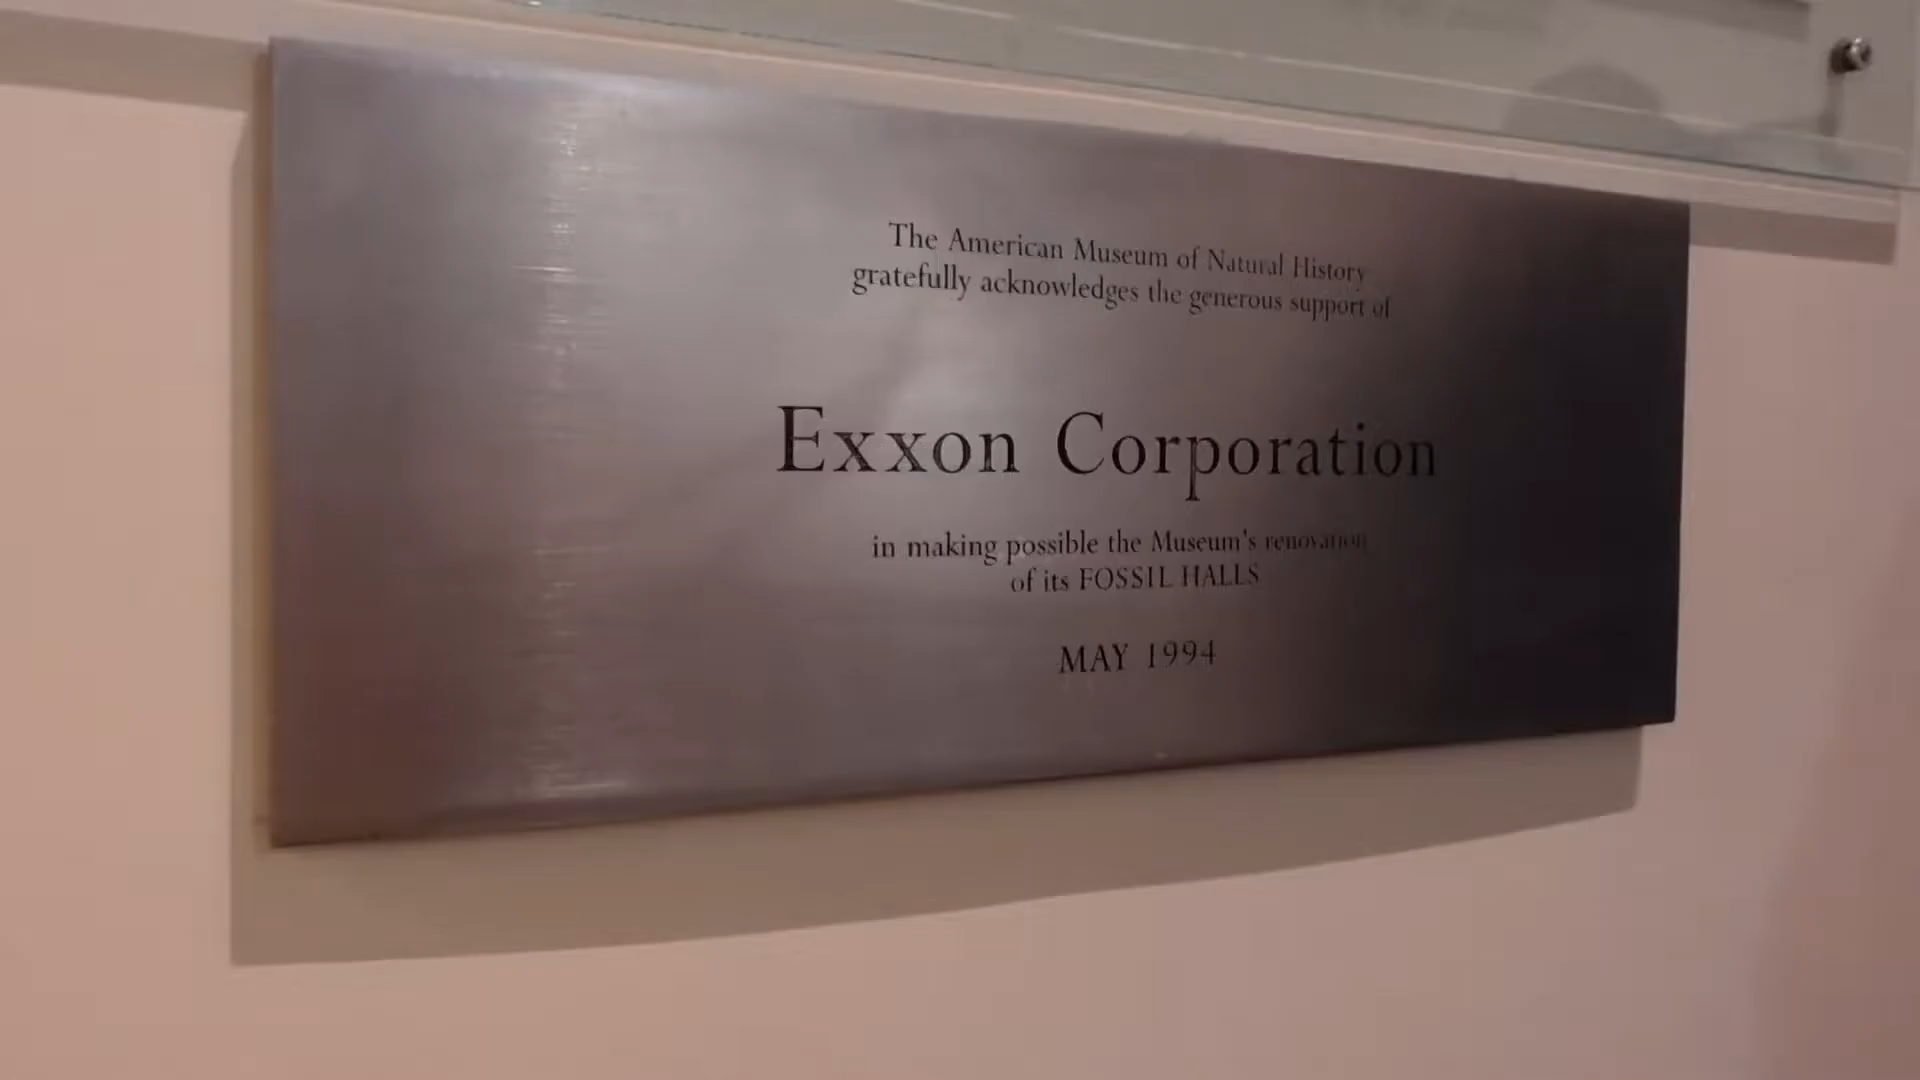 The American Museum of Natural History
gratefully acknowledges the generous support of
Exxon Corporation
in making possible the Museum's renovation
of its FOSSIL HALLS
MAY 1994